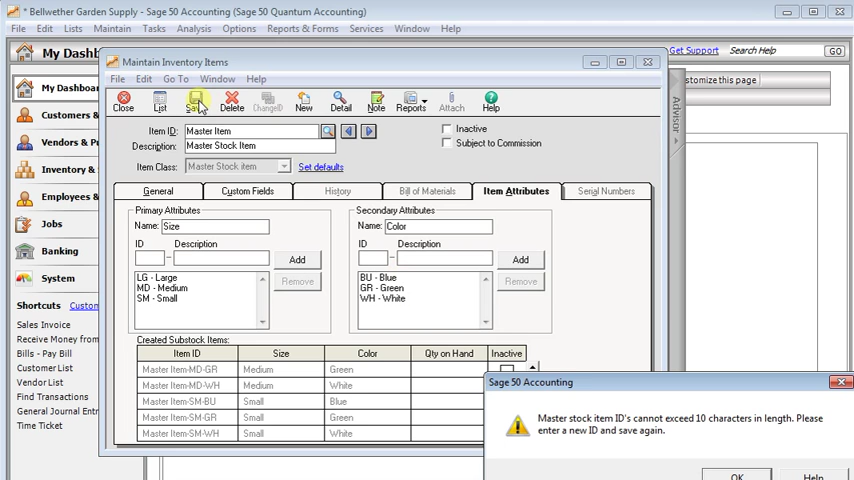 * Bellwether Garden Supply - Sage 50 Accounting (Sage 50 Quantum Accounting)
File Edit Lists Maintain Tasks Analysis Options Reports & Forms Services Window Help
My Dashb
Get Support Search Help GO
stomize this page
My Dashboar
Customers &
Vendors & P
Inventory &
Employees &
Jobs
Banking
System
Shortcuts Custom
Sales Invoice
Receive Money from
Bills - Pay Bill
Customer List
Vendor List
Find Transactions
General Journal Entr
Time Ticket
Maintain Inventory Items
File Edit Go To Window Help
Close List Save Delete ChangeID New Detail Note Reports Attach Help
Item ID: Master Item
Description: Master Stock Item
Item Class: Master Stock item Set defaults
Inactive
Subject to Commission
General Custom Fields History Bill of Materials Item Attributes Serial Numbers
Primary Attributes
Name: Size
ID Description
– Add
LG - Large
MD - Medium
SM - Small
Remove
Secondary Attributes
Name: Color
ID Description
– Add
BU - Blue
GR - Green
WH - White
Remove
Created Substock Items:
Item ID Size Color Qty on Hand Inactive
Master Item-MD-GR Medium Green
Master Item-MD-WH Medium White
Master Item-SM-BU Small Blue
Master Item-SM-GR Small Green
Master Item-SM-WH Small White
Advisor
Sage 50 Accounting
Master stock item ID's cannot exceed 10 characters in length. Please
enter a new ID and save again.
OK Help